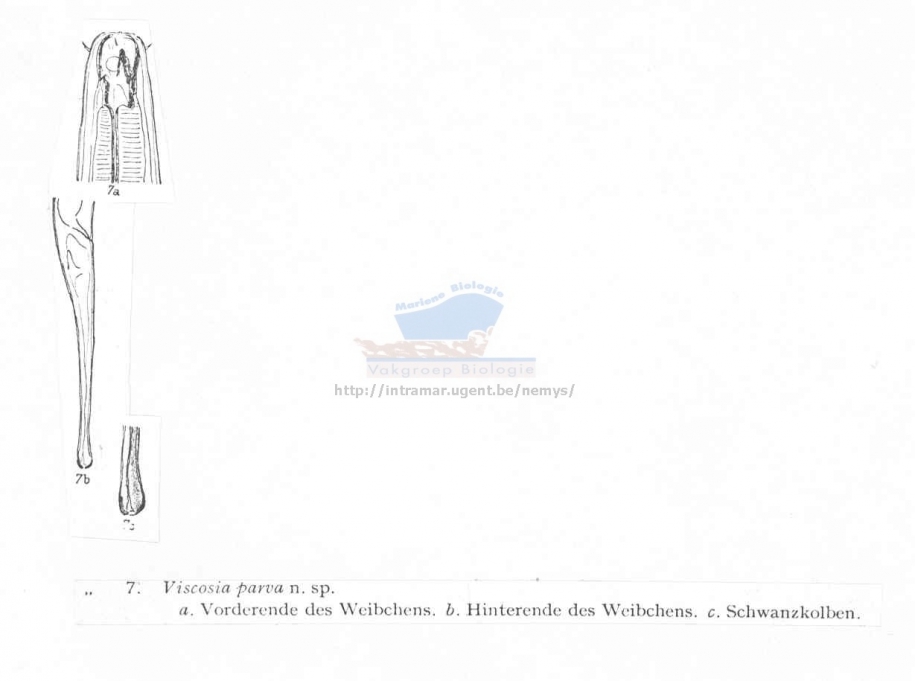 7a
Mariene Biologie
Vakgroep Biologie
http://intramar.ugent.be/nemys/
7b
„ 7. Viscosia parva n. sp.
a. Vorderende des Weibchens. b. Hinterende des Weibchens. c. Schwanzkolben.